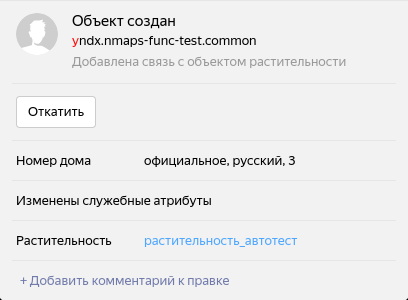 Объект создан
yndx.nmaps-func-test.common
Добавлена связь с объектом растительности
Откатить
Номер дома официальное, русский, 3
Изменены служебные атрибуты
Растительность растительность_автотест
+ Добавить комментарий к правке